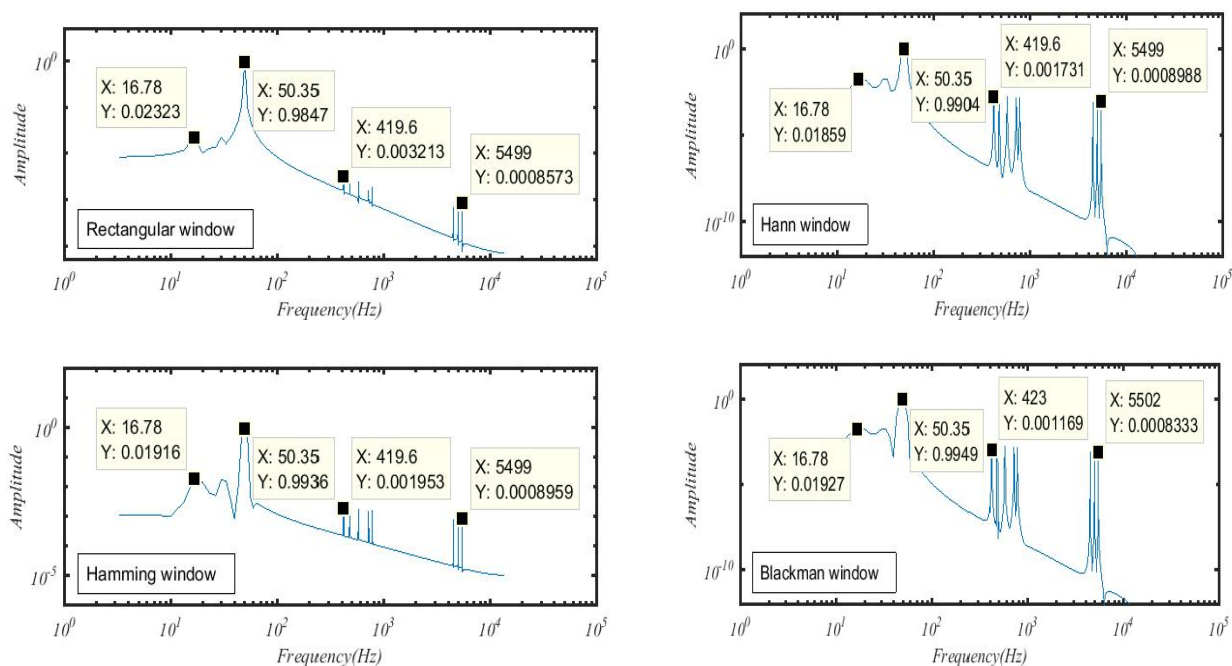 Amplitude
10^0
X: 16.78
Y: 0.02323
X: 50.35
Y: 0.9847
X: 419.6
Y: 0.003213
X: 5499
Y: 0.0008573
Rectangular window
10^0 10^1 10^2 10^3 10^4 10^5
Frequency(Hz)
Amplitude
10^0
10^-10
X: 16.78
Y: 0.01859
X: 50.35
Y: 0.9904
X: 419.6
Y: 0.001731
X: 5499
Y: 0.0008988
Hann window
10^0 10^1 10^2 10^3 10^4 10^5
Frequency(Hz)
Amplitude
10^0
10^-5
X: 16.78
Y: 0.01916
X: 50.35
Y: 0.9936
X: 419.6
Y: 0.001953
X: 5499
Y: 0.0008959
Hamming window
10^0 10^1 10^2 10^3 10^4 10^5
Frequency(Hz)
Amplitude
10^0
10^-10
X: 16.78
Y: 0.01927
X: 50.35
Y: 0.9949
X: 423
Y: 0.001169
X: 5502
Y: 0.0008333
Blackman window
10^0 10^1 10^2 10^3 10^4 10^5
Frequency(Hz)